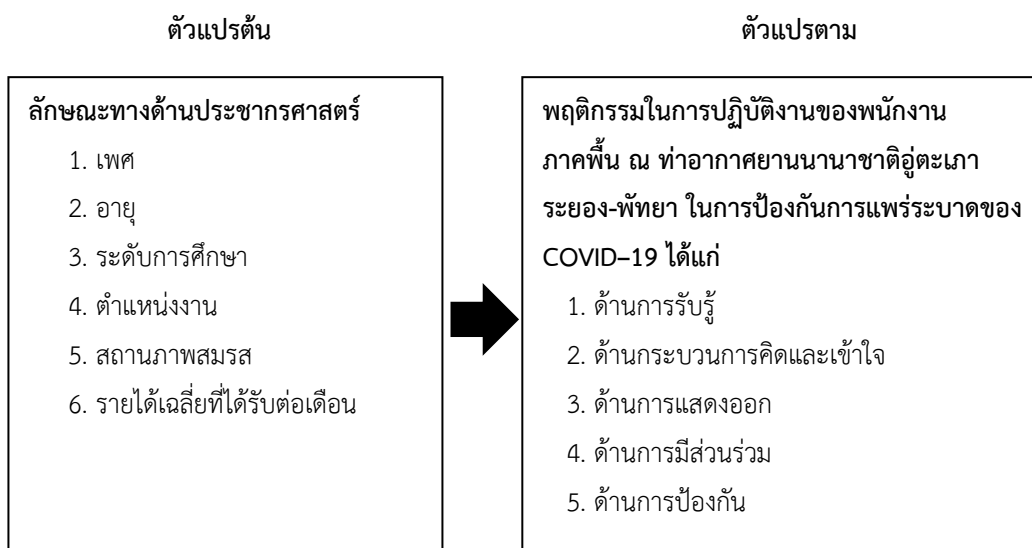 ตัวแปรต้น
ตัวแปรตาม
ลักษณะทางด้านประชากรศาสตร์
1. เพศ
2. อายุ
3. ระดับการศึกษา
4. ตำแหน่งงาน
5. สถานภาพสมรส
6. รายได้เฉลี่ยที่ได้รับต่อเดือน
พฤติกรรมในการปฏิบัติงานของพนักงาน
ภาคพื้น ณ ท่าอากาศยานนานาชาติอู่ตะเภา
ระยอง-พัทยา ในการป้องกันการแพร่ระบาดของ
COVID–19 ได้แก่
1. ด้านการรับรู้
2. ด้านกระบวนการคิดและเข้าใจ
3. ด้านการแสดงออก
4. ด้านการมีส่วนร่วม
5. ด้านการป้องกัน